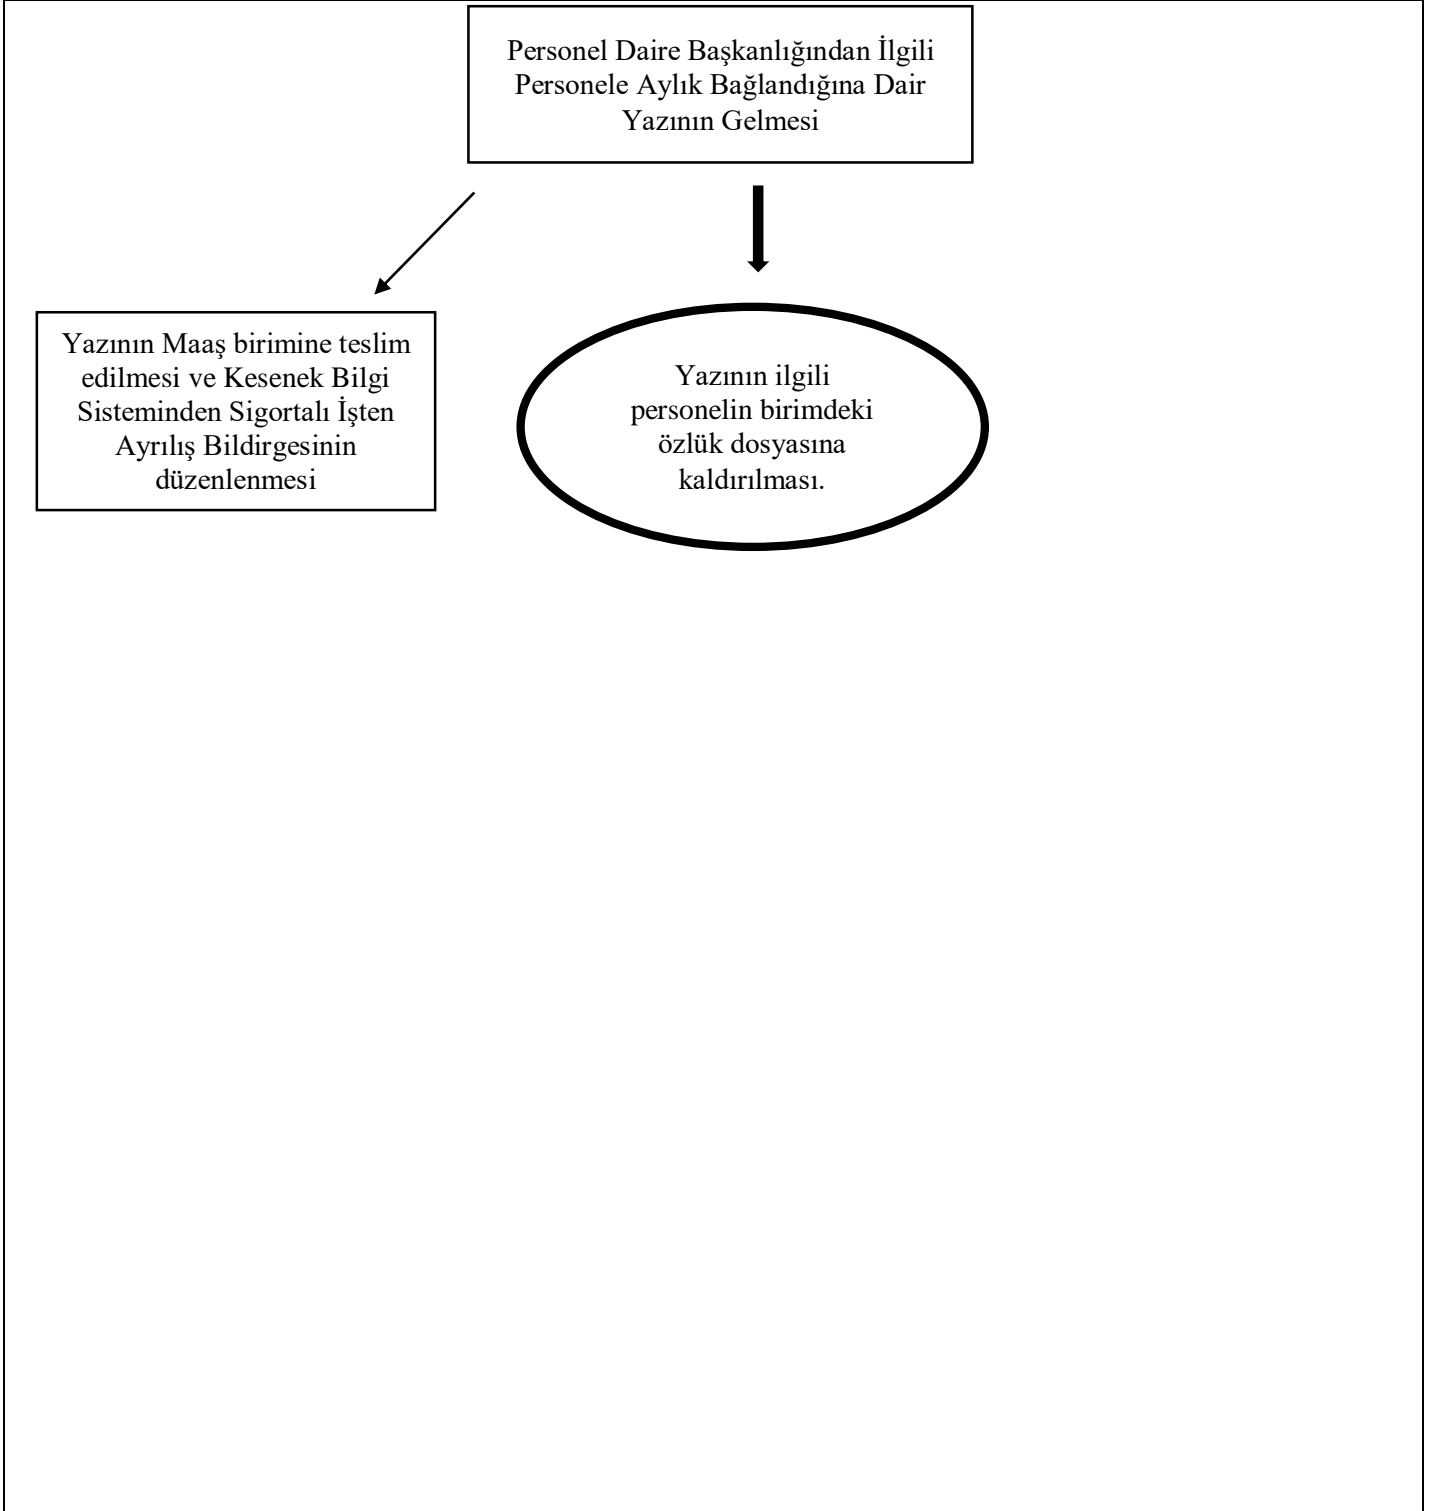 Personel Daire Başkanlığından İlgili
Personele Aylık Bağlandığına Dair
Yazının Gelmesi
Yazının Maaş birimine teslim
edilmesi ve Kesenek Bilgi
Sisteminden Sigortalı İşten
Ayrılış Bildirgesinin
düzenlenmesi
Yazının ilgili
personelin birimdeki
özlük dosyasına
kaldırılması.